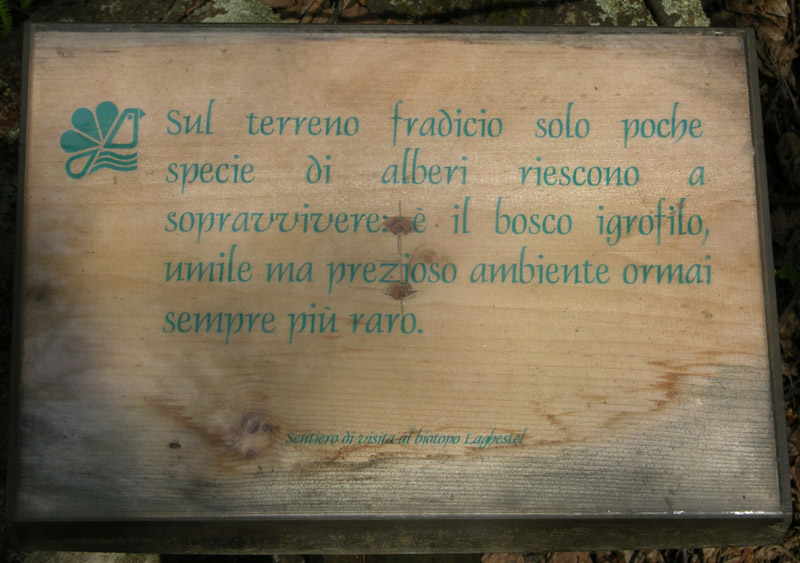 Sul terreno fradicio solo poche
specie di alberi riescono a
sopravvivere: è il bosco igrofilo,
umile ma prezioso ambiente ormai
sempre più raro.
Sentiero di visita al biotopo Laghestel